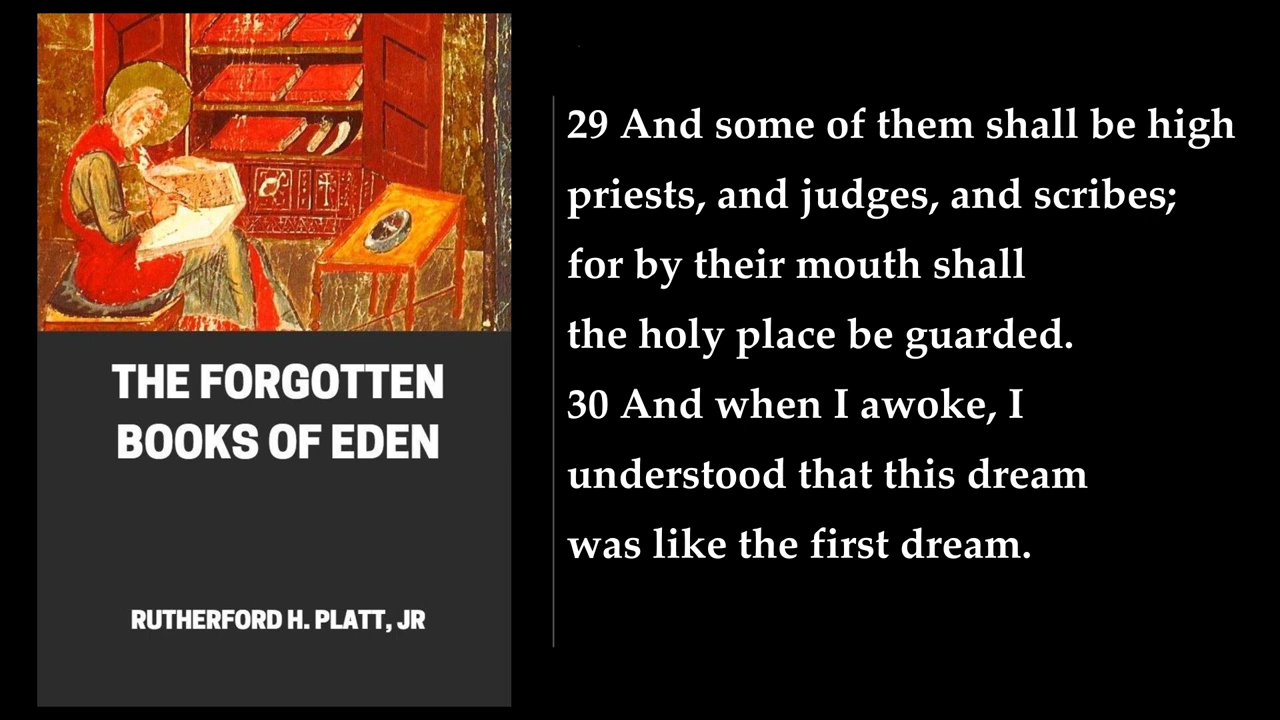 THE FORGOTTEN
BOOKS OF EDEN
RUTHERFORD H. PLATT, JR
29 And some of them shall be high
priests, and judges, and scribes;
for by their mouth shall
the holy place be guarded.
30 And when I awoke, I
understood that this dream
was like the first dream.